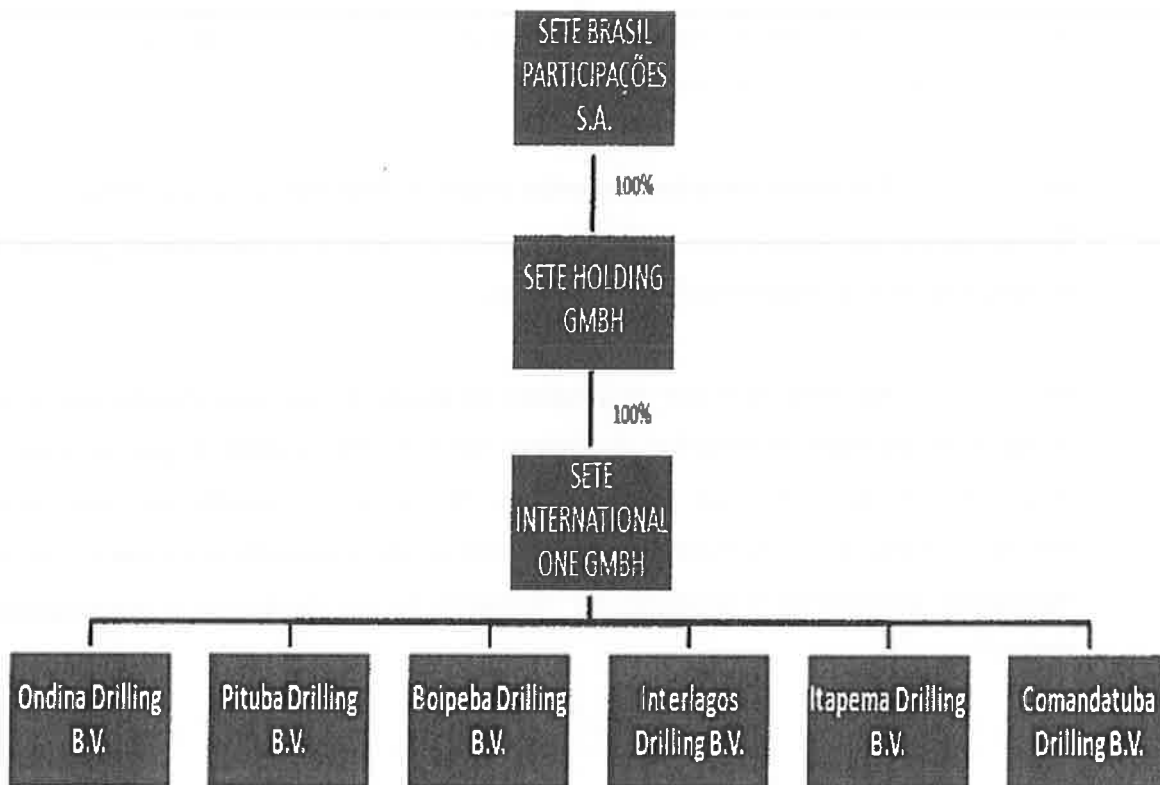 SETE BRASIL
PARTICIPAÇÕES
S.A.
100%
SETE HOLDING
GMBH
100%
SETE
INTERNATIONAL
ONE GMBH
Ondina Drilling
B.V.
Pituba Drilling
B.V.
Boipeba Drilling
B.V.
Interlagos
Drilling B.V.
Itapema Drilling
B.V.
Comandatuba
Drilling B.V.